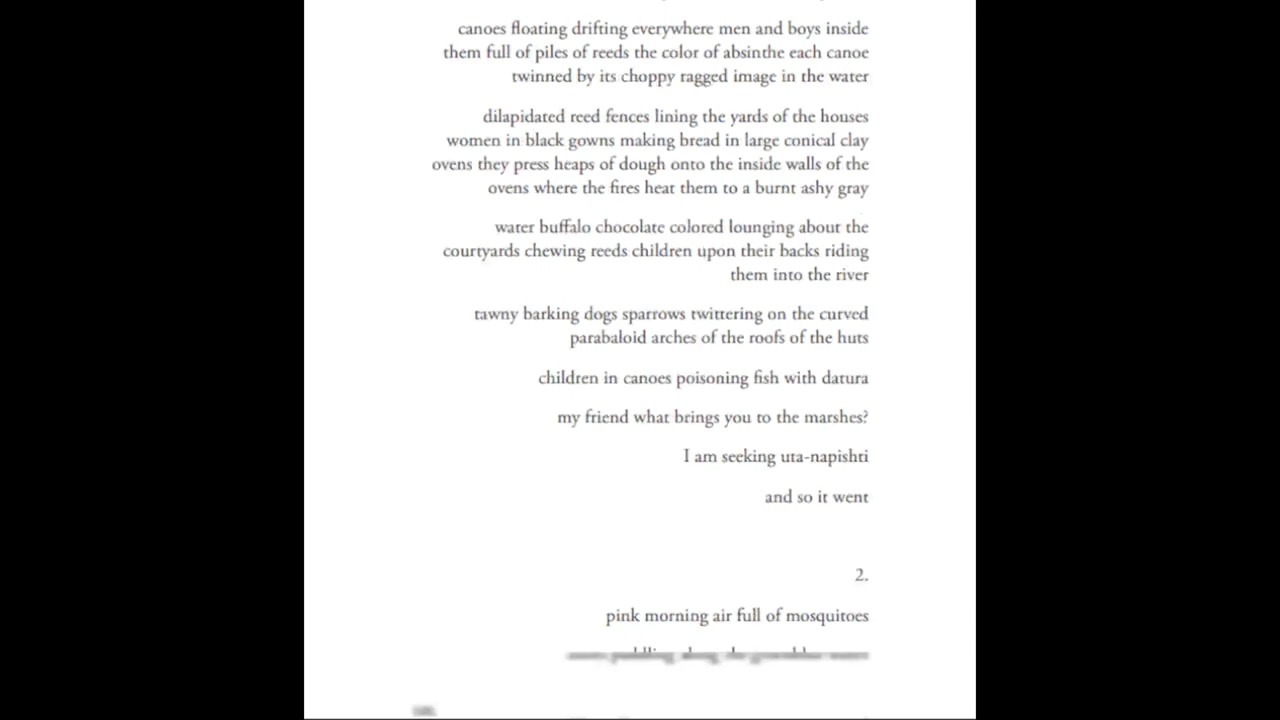 canoes floating drifting everywhere men and boys inside
them full of piles of reeds the color of absinthe each canoe
twinned by its choppy ragged image in the water
dilapidated reed fences lining the yards of the houses
women in black gowns making bread in large conical clay
ovens they press heaps of dough onto the inside walls of the
ovens where the fires heat them to a burnt ashy gray
water buffalo chocolate colored lounging about the
courtyards chewing reeds children upon their backs riding
them into the river
tawny barking dogs sparrows twittering on the curved
parabaloid arches of the roofs of the huts
children in canoes poisoning fish with datura
my friend what brings you to the marshes?
I am seeking uta-napishti
and so it went
2.
pink morning air full of mosquitoes